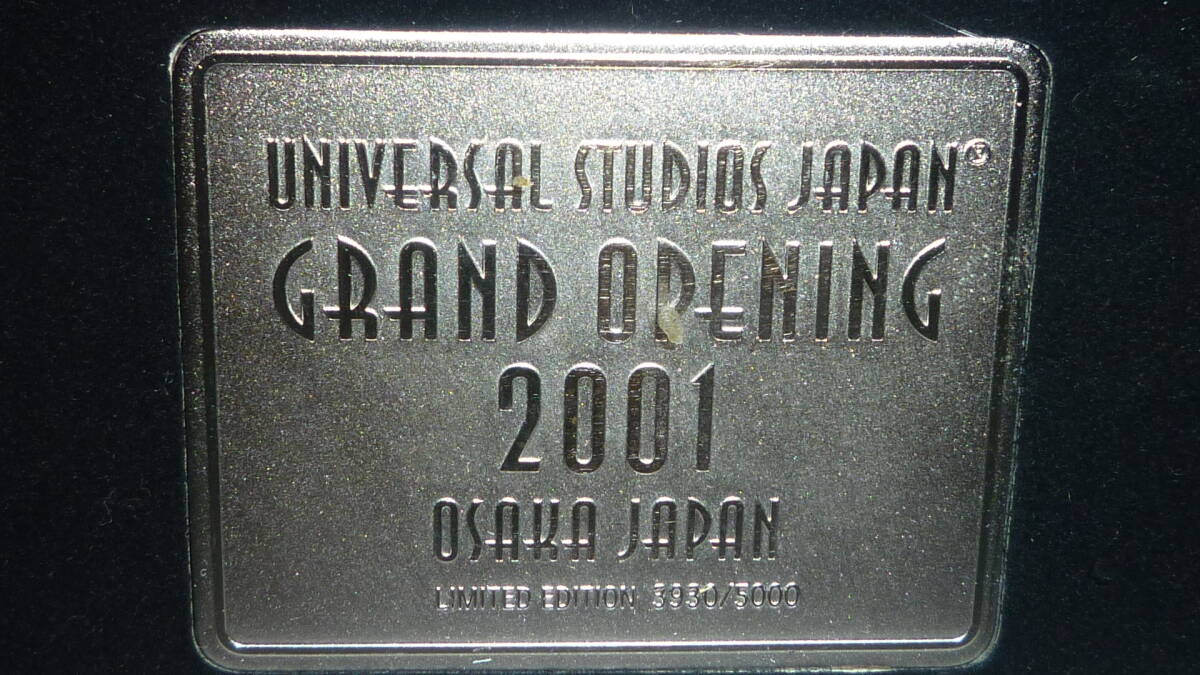 UNIVERSAL STUDIOS JAPAN®
GRAND OPENING
2001
OSAKA JAPAN
LIMITED EDITION 3930/5000